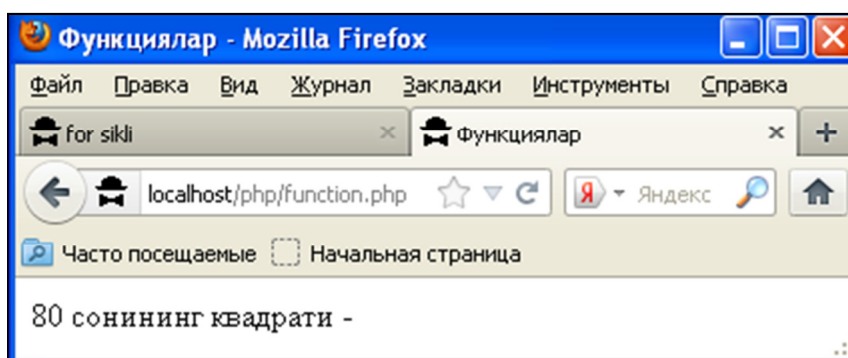 Функциялар - Mozilla Firefox
Файл Правка Вид Журнал Закладки Инструменты Справка
for sikli × Функциялар × +
localhost/php/function.php Я Яндекс
Часто посещаемые Начальная страница
80 сонининг квадрати -